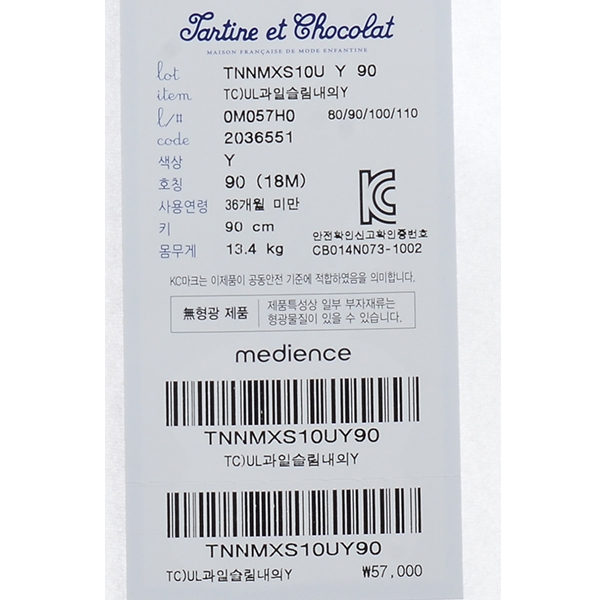 Tartine et Chocolat
MAISON FRANÇAISE DE MODE ENFANTINE
lot TNNMXS10U Y 90
item TC)UL과일슬림내의Y
l/# 0M057H0 80/90/100/110
code 2036551
색상 Y
호칭 90 (18M)
사용연령 36개월 미만
키 90 cm
몸무게 13.4 kg
안전확인신고확인증번호
CB014N073-1002
KC마크는 이제품이 공동안전 기준에 적합하였음을 의미합니다.
無형광 제품
제품특성상 일부 부자재류는
형광물질이 있을 수 있습니다.
medience
TNNMXS10UY90
TC)UL과일슬림내의Y
TNNMXS10UY90
TC)UL과일슬림내의Y ₩57,000